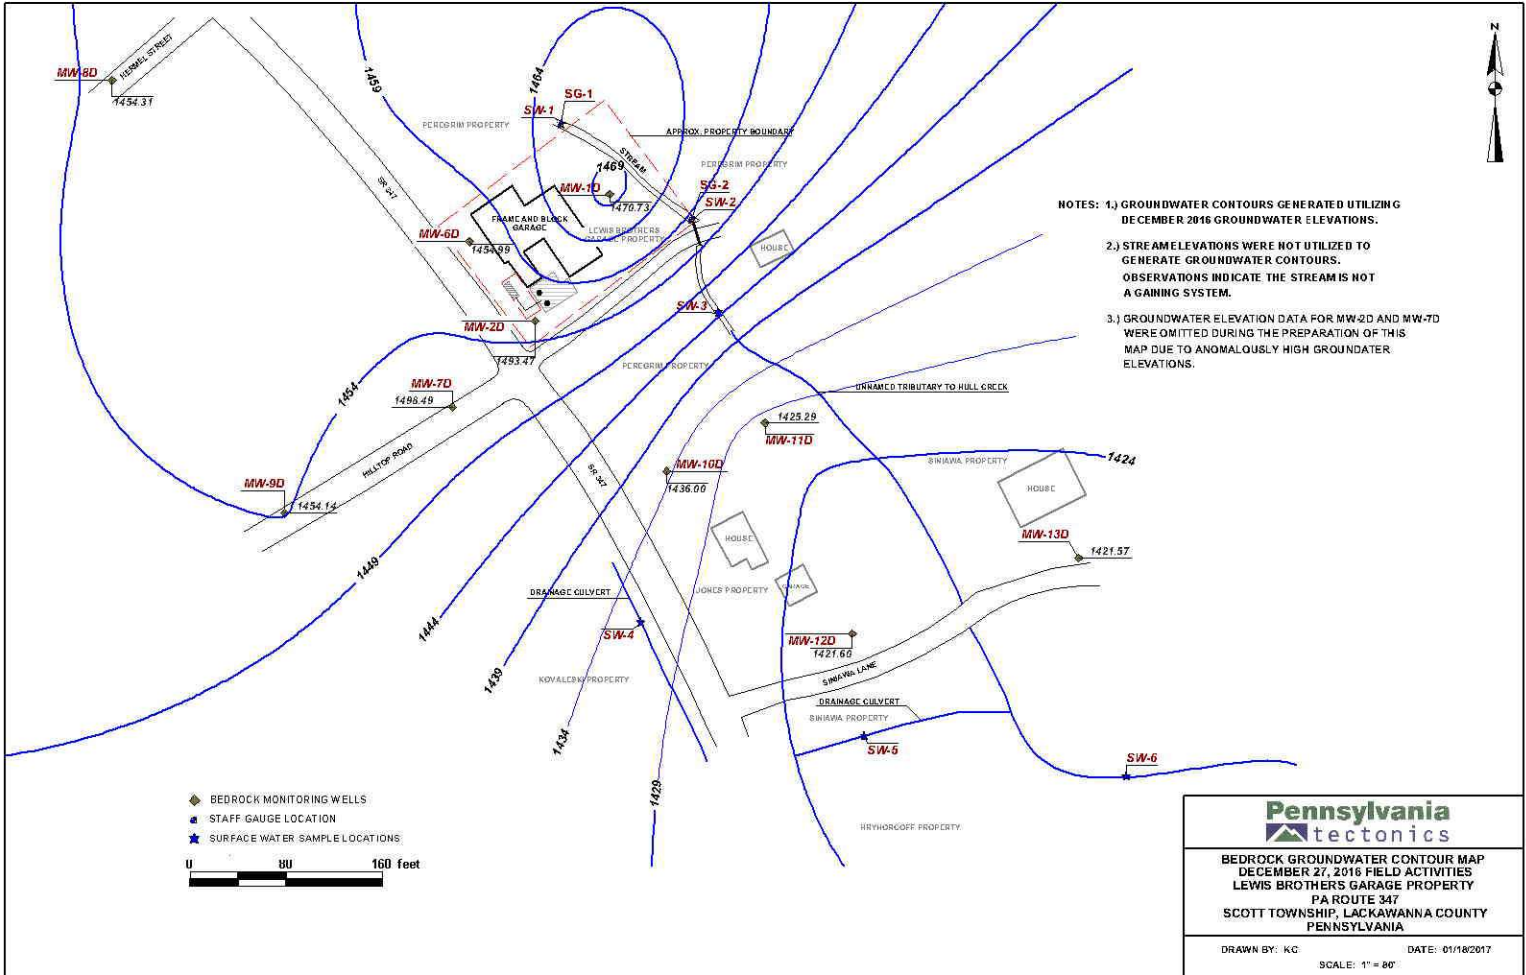 N
1459
1464
HERMEL STREET
MW-8D
1454.31
SG-1
SW-1
PEREGRIM PROPERTY
APPROX. PROPERTY BOUNDARY
STREAM
PEREGRIM PROPERTY
1469
MW-1D
1470.73
SR 347
SG-2
SW-2
FRAME AND BLOCK
GARAGE
LEWIS BROTHERS
GARAGE PROPERTY
MW-6D
1454.99
HOUSE
NOTES: 1.) GROUNDWATER CONTOURS GENERATED UTILIZING
DECEMBER 2016 GROUNDWATER ELEVATIONS.
2.) STREAM ELEVATIONS WERE NOT UTILIZED TO
GENERATE GROUNDWATER CONTOURS.
OBSERVATIONS INDICATE THE STREAM IS NOT
A GAINING SYSTEM.
3.) GROUNDWATER ELEVATION DATA FOR MW-2D AND MW-7D
WERE OMITTED DURING THE PREPARATION OF THIS
MAP DUE TO ANOMALOUSLY HIGH GROUNDATER
ELEVATIONS.
SW-3
MW-2D
1493.47
PEREGRIM PROPERTY
MW-7D
1498.49
1454
UNNAMED TRIBUTARY TO HULL CREEK
1425.29
MW-11D
HILLTOP ROAD
SR 347
MW-10D
1436.00
SINIAWA PROPERTY
1424
HOUSE
MW-9D
1454.14
HOUSE
MW-13D
1421.57
1449
DRAINAGE CULVERT
JONES PROPERTY
GARAGE
1444
SW-4
MW-12D
1421.60
1439
KOVALESKI PROPERTY
SINIAWA LANE
DRAINAGE CULVERT
SINIAWA PROPERTY
1434
SW-5
SW-6
1429
HRYHORCOFF PROPERTY
BEDROCK MONITORING WELLS
STAFF GAUGE LOCATION
SURFACE WATER SAMPLE LOCATIONS
0 80 160 feet
Pennsylvania
tectonics
BEDROCK GROUNDWATER CONTOUR MAP
DECEMBER 27, 2016 FIELD ACTIVITIES
LEWIS BROTHERS GARAGE PROPERTY
PA ROUTE 347
SCOTT TOWNSHIP, LACKAWANNA COUNTY
PENNSYLVANIA
DRAWN BY: KC DATE: 01/18/2017
SCALE: 1" = 80'